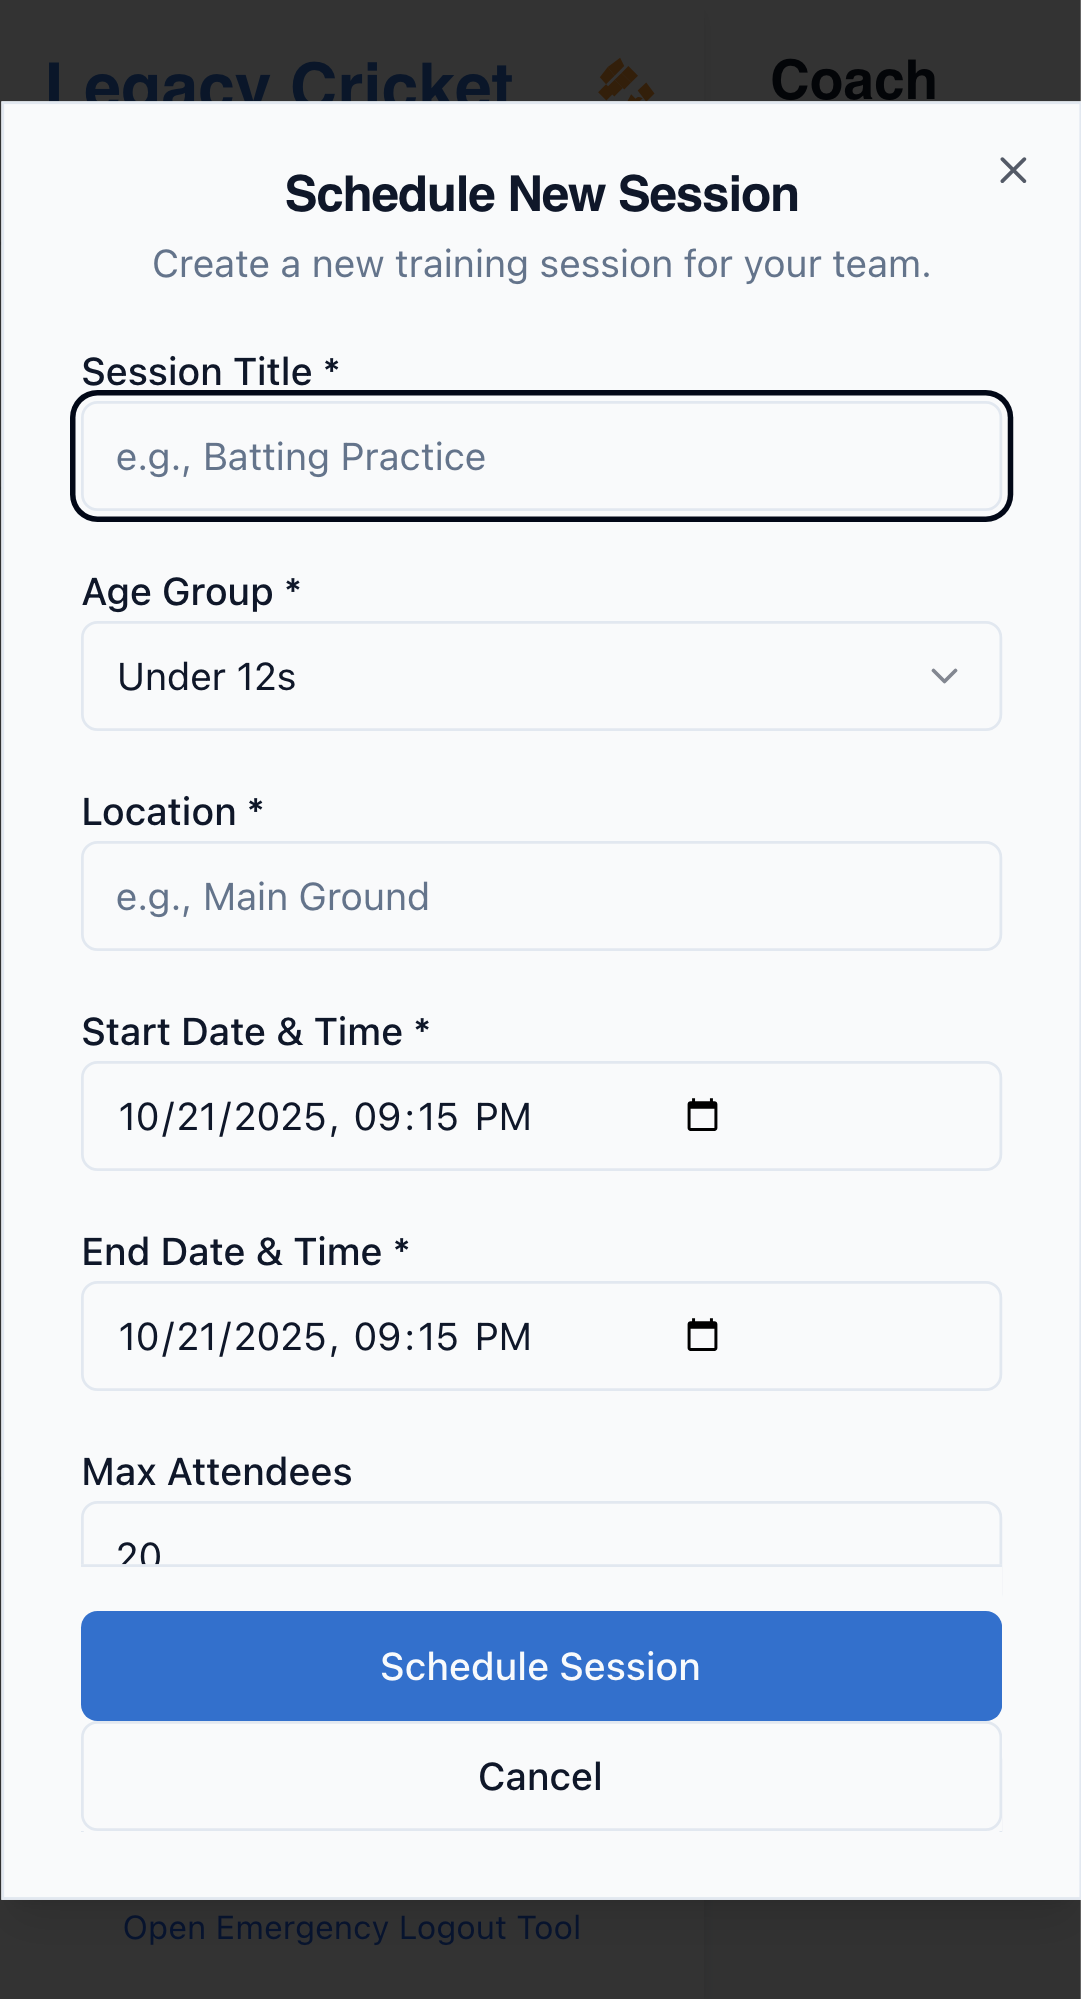 Legacy Cricket
Coach
Schedule New Session
Create a new training session for your team.
Session Title *
e.g., Batting Practice
Age Group *
Under 12s
Location *
e.g., Main Ground
Start Date & Time *
10/21/2025, 09:15 PM
End Date & Time *
10/21/2025, 09:15 PM
Max Attendees
20
Schedule Session
Cancel
Open Emergency Logout Tool